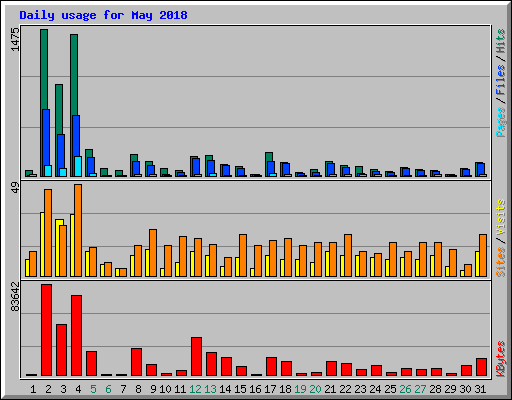 Daily usage for May 2018
1475
Pages / Files / Hits
49
Sites / Visits
83642
KBytes
1 2 3 4 5 6 7 8 9 10 11 12 13 14 15 16 17 18 19 20 21 22 23 24 25 26 27 28 29 30 31